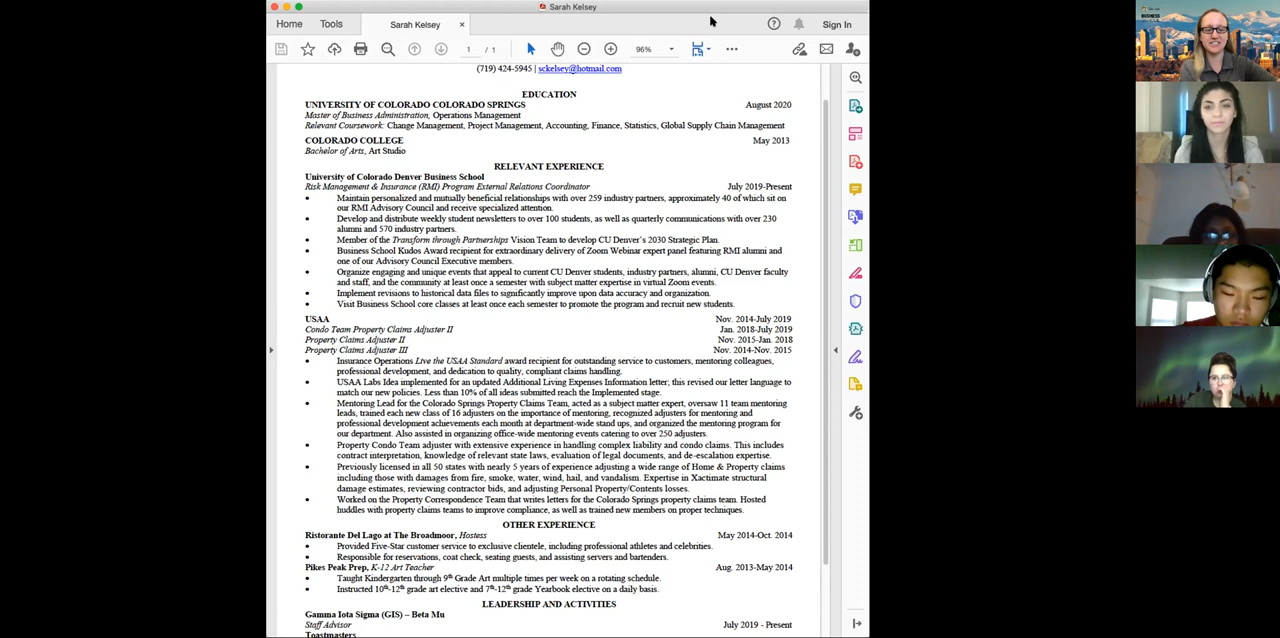 Sarah Kelsey
Home Tools Sarah Kelsey × Sign In
1 / 1 96%
(719) 424-5945 | sckelsey@hotmail.com
EDUCATION
UNIVERSITY OF COLORADO COLORADO SPRINGS August 2020
Master of Business Administration, Operations Management
Relevant Coursework: Change Management, Project Management, Accounting, Finance, Statistics, Global Supply Chain Management
COLORADO COLLEGE May 2013
Bachelor of Arts, Art Studio
RELEVANT EXPERIENCE
University of Colorado Denver Business School
Risk Management & Insurance (RMI) Program External Relations Coordinator July 2019-Present
• Maintain personalized and mutually beneficial relationships with over 259 industry partners, approximately 40 of which sit on
our RMI Advisory Council and receive specialized attention.
• Develop and distribute weekly student newsletters to over 100 students, as well as quarterly communications with over 230
alumni and 570 industry partners.
• Member of the Transform through Partnerships Vision Team to develop CU Denver's 2030 Strategic Plan.
• Business School Kudos Award recipient for extraordinary delivery of Zoom Webinar expert panel featuring RMI alumni and
one of our Advisory Council Executive members.
• Organize engaging and unique events that appeal to current CU Denver students, industry partners, alumni, CU Denver faculty
and staff, and the community at least once a semester with subject matter expertise in virtual Zoom events.
• Implement revisions to historical data files to significantly improve upon data accuracy and organization.
• Visit Business School core classes at least once each semester to promote the program and recruit new students.
USAA Nov. 2014-July 2019
Condo Team Property Claims Adjuster II Jan. 2018-July 2019
Property Claims Adjuster II Nov. 2015-Jan. 2018
Property Claims Adjuster III Nov. 2014-Nov. 2015
• Insurance Operations Live the USAA Standard award recipient for outstanding service to customers, mentoring colleagues,
professional development, and dedication to quality, compliant claims handling.
• USAA Labs Idea implemented for an updated Additional Living Expenses Information letter; this revised our letter language to
match our new policies. Less than 10% of all ideas submitted reach the Implemented stage.
• Mentoring Lead for the Colorado Springs Property Claims Team, acted as a subject matter expert, oversaw 11 team mentoring
leads, trained each new class of 16 adjusters on the importance of mentoring, recognized adjusters for mentoring and
professional development achievements each month at department-wide stand ups, and organized the mentoring program for
our department. Also assisted in organizing office-wide mentoring events catering to over 250 adjusters.
• Property Condo Team adjuster with extensive experience in handling complex liability and condo claims. This includes
contract interpretation, knowledge of relevant state laws, evaluation of legal documents, and de-escalation expertise.
• Previously licensed in all 50 states with nearly 5 years of experience adjusting a wide range of Home & Property claims
including those with damages from fire, smoke, water, wind, hail, and vandalism. Expertise in Xactimate structural
damage estimates, reviewing contractor bids, and adjusting Personal Property/Contents losses.
• Worked on the Property Correspondence Team that writes letters for the Colorado Springs property claims team. Hosted
huddles with property claims teams to improve compliance, as well as trained new members on proper techniques.
OTHER EXPERIENCE
Ristorante Del Lago at The Broadmoor, Hostess May 2014-Oct. 2014
• Provided Five-Star customer service to exclusive clientele, including professional athletes and celebrities.
• Responsible for reservations, coat check, seating guests, and assisting servers and bartenders.
Pikes Peak Prep, K-12 Art Teacher Aug. 2013-May 2014
• Taught Kindergarten through 9th Grade Art multiple times per week on a rotating schedule.
• Instructed 10th-12th grade art elective and 7th-12th grade Yearbook elective on a daily basis.
LEADERSHIP AND ACTIVITIES
Gamma Iota Sigma (GIS) – Beta Mu
Staff Advisor July 2019 - Present
Toastmasters
BUSINESS